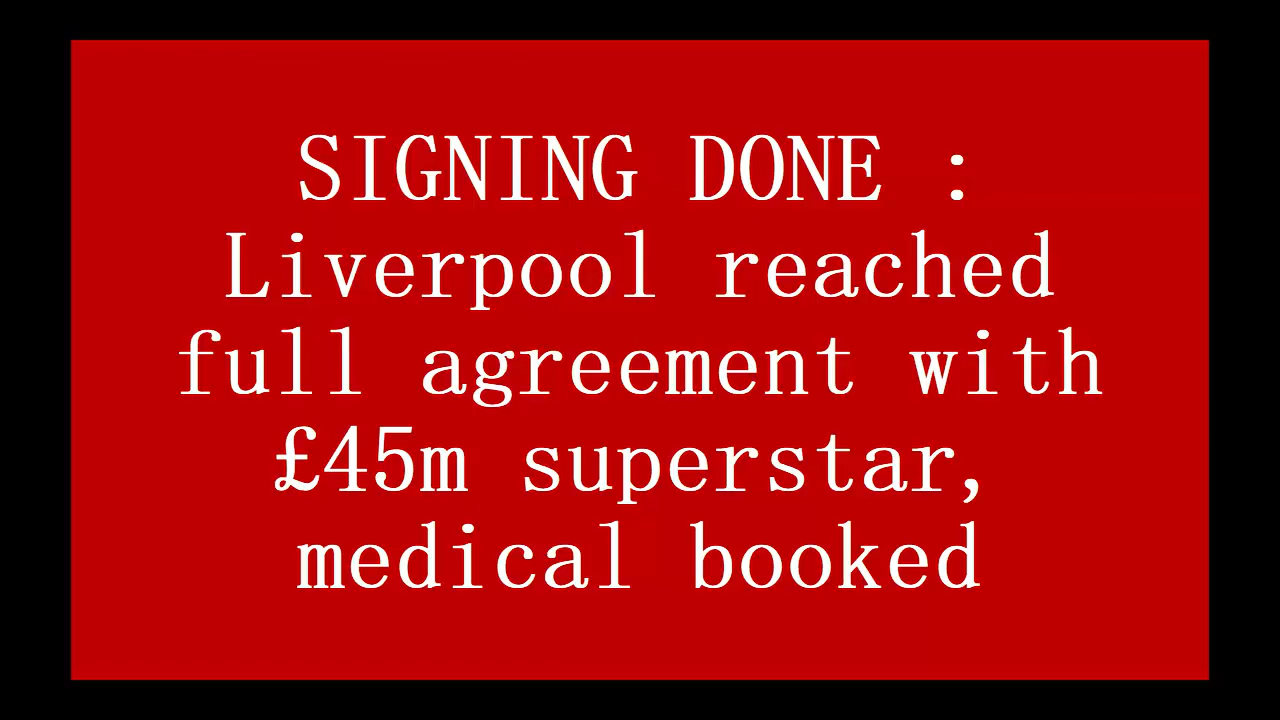 SIGNING DONE :
Liverpool reached
full agreement with
£45m superstar,
medical booked